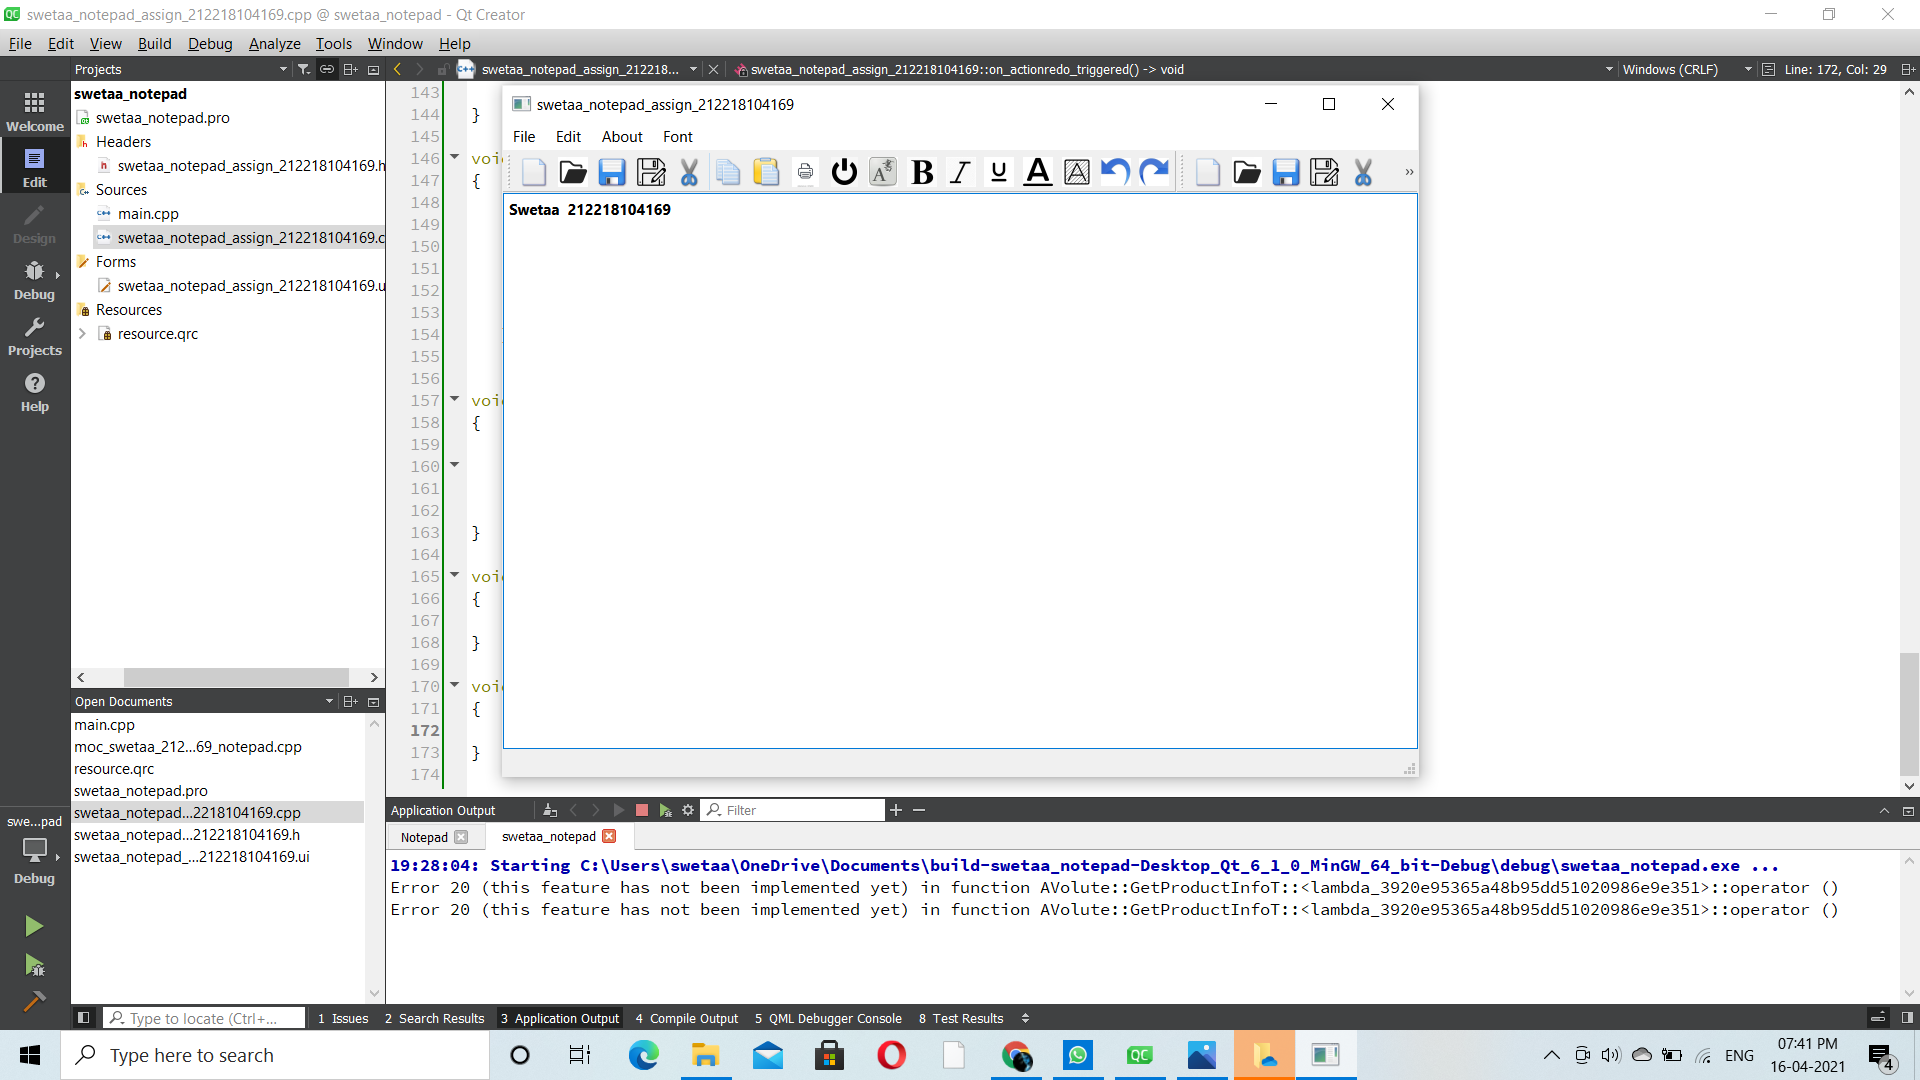 swetaa_notepad_assign_212218104169.cpp @ swetaa_notepad - Qt Creator
File Edit View Build Debug Analyze Tools Window Help
Projects
swetaa_notepad_assign_212218...
swetaa_notepad_assign_212218104169::on_actionredo_triggered() -> void
Windows (CRLF)
Line: 172, Col: 29
Welcome
Edit
Design
Debug
Projects
Help
swetaa_notepad
swetaa_notepad.pro
Headers
swetaa_notepad_assign_212218104169.h
Sources
main.cpp
swetaa_notepad_assign_212218104169.c
Forms
swetaa_notepad_assign_212218104169.u
Resources
resource.qrc
Open Documents
main.cpp
moc_swetaa_212...69_notepad.cpp
resource.qrc
swetaa_notepad.pro
swetaa_notepad...2218104169.cpp
swetaa_notepad...212218104169.h
swetaa_notepad_...212218104169.ui
swe...pad
Debug
143
144 }
145
146 voi
147 {
148
149
150
151
152
153
154
155
156
157 voi
158 {
159
160
161
162
163 }
164
165 voi
166 {
167
168 }
169
170 voi
171 {
172
173 }
174
swetaa_notepad_assign_212218104169
File Edit About Font
Swetaa 212218104169
Application Output
Filter
Notepad
swetaa_notepad
19:28:04: Starting C:\Users\swetaa\OneDrive\Documents\build-swetaa_notepad-Desktop_Qt_6_1_0_MinGW_64_bit-Debug\debug\swetaa_notepad.exe ...
Error 20 (this feature has not been implemented yet) in function AVolute::GetProductInfoT::<lambda_3920e95365a48b95dd51020986e9e351>::operator ()
Error 20 (this feature has not been implemented yet) in function AVolute::GetProductInfoT::<lambda_3920e95365a48b95dd51020986e9e351>::operator ()
Type to locate (Ctrl+...
1 Issues 2 Search Results 3 Application Output 4 Compile Output 5 QML Debugger Console 8 Test Results
Type here to search
ENG
07:41 PM
16-04-2021
4